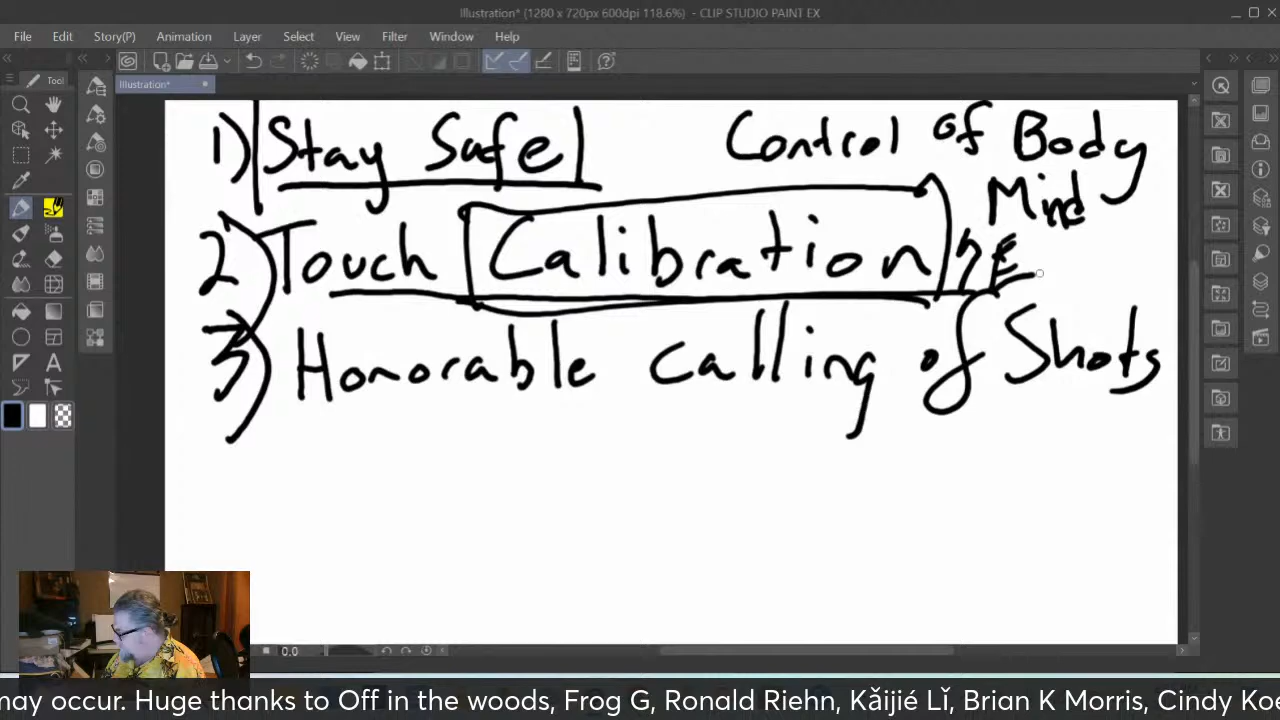 Illustration* (1280 x 720px 600dpi 118.6%) - CLIP STUDIO PAINT EX
File Edit Story(P) Animation Layer Select View Filter Window Help
Tool
Illustration*
1) Stay Safe Control of Body
Mind
2) Touch Calibration
3) Honorable calling of Shots
0.0
may occur. Huge thanks to Off in the woods, Frog G, Ronald Riehn, Kǎijié Lǐ, Brian K Morris, Cindy Koe